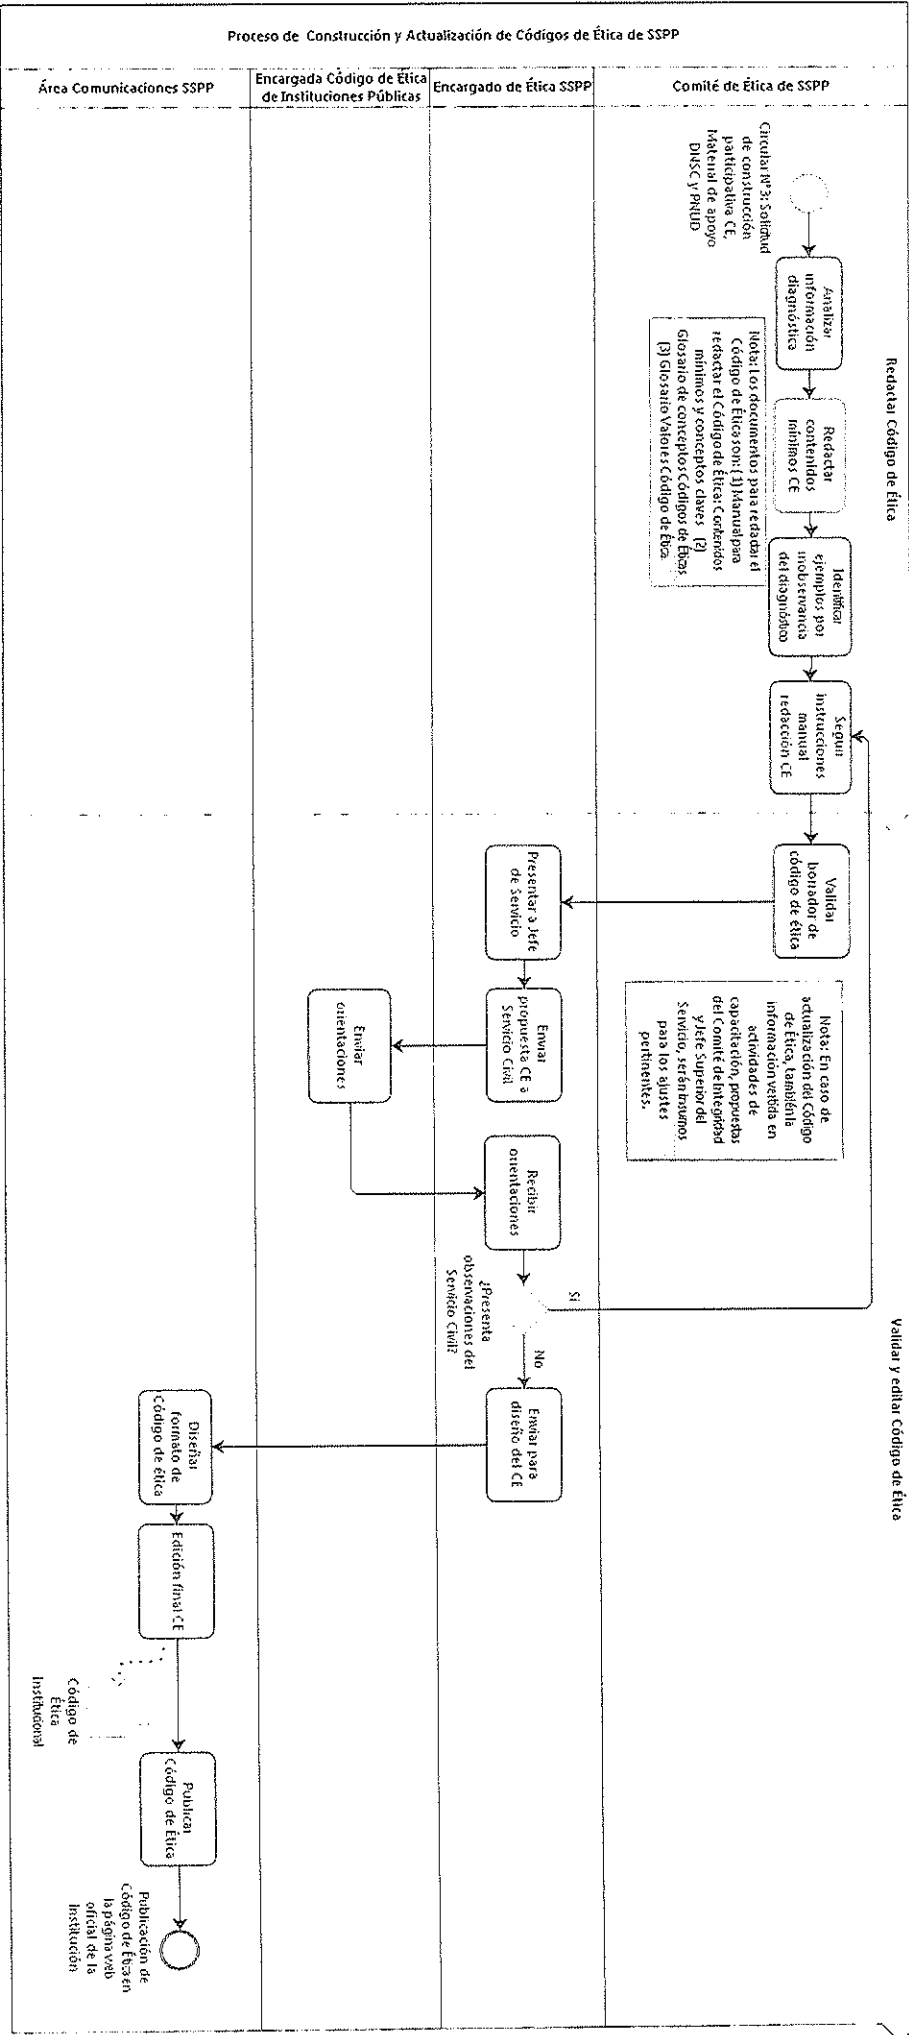 Proceso de Construcción y Actualización de Códigos de Ética de SSPP
Comité de Ética de SSPP
Encargado de Ética SSPP
Encargada Código de Ética
de Instituciones Públicas
Área Comunicaciones SSPP
Redactar Código de Ética
Validar y editar Código de Ética
Circular N°3: Solicitud
de construcción
participativa CE,
Material de apoyo
DNSC y PNUD
Analizar
información
diagnóstica
Redactar
contenidos
mínimos CE
Identificar
ejemplos por
inobservancia
del diagnóstico
Segun
instrucciones
manual
redacción CE
Nota: Los documentos para redactar el
Código de Ética son: (1) Manual para
redactar el Código de Ética: Contenidos
mínimos y conceptos claves (2)
Glosario de conceptos Códigos de Éticas
(3) Glosario Valores Código de Ética.
Validar
borrador de
código de ética
Nota: En caso de
actualización del Código
de Ética, también la
información vertida en
actividades de
capacitación, propuestas
del Comité de Integridad
y Jefe Superior del
Servicio, serán insumos
para los ajustes
pertinentes.
Presentar a Jefe
de Servicio
Enviar
propuesta CE a
Servicio Civil
Enviar
orientaciones
Recibir
orientaciones
¿Presenta
observaciones del
Servicio Civil?
Si
No
Enviar para
diseño del CE
Diseñar
formato de
Código de ética
Edición final CE
Código de
Ética
Institucional
Publicar
Código de Ética
Publicación de
Código de Ética en
la página web
oficial de la
Institución